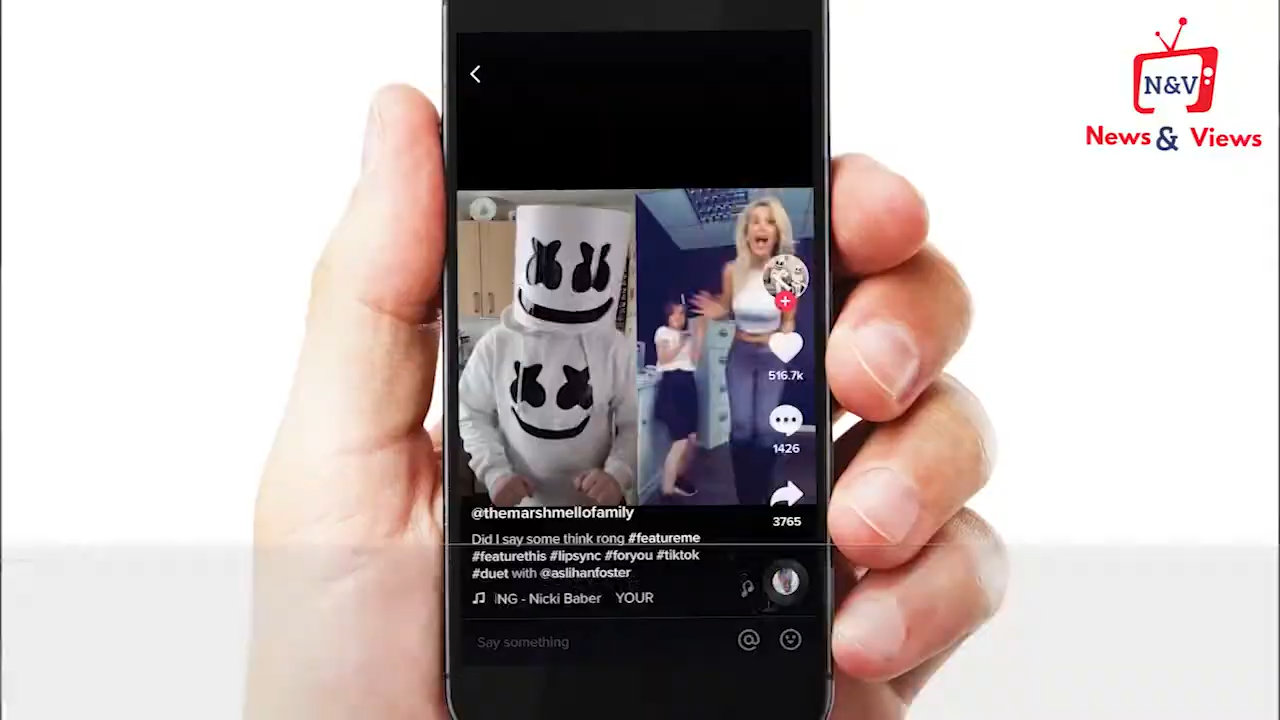 N&V
News & Views
516.7k
1426
3765
@themarshmellofamily
Did I say some think rong #featureme
#featurethis #lipsync #foryou #tiktok
#duet with @aslihanfoster
NG - Nicki Baber YOUR
Say something